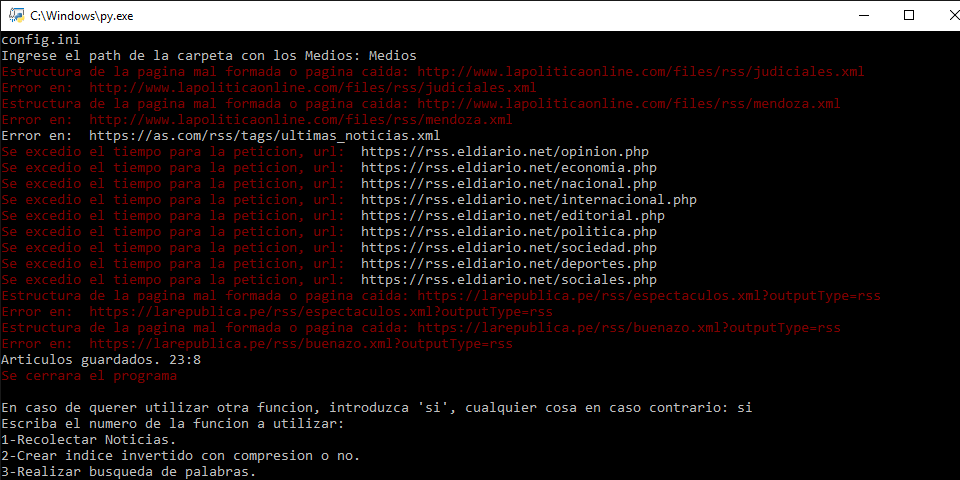 C:\Windows\py.exe
config.ini
Ingrese el path de la carpeta con los Medios: Medios
Estructura de la pagina mal formada o pagina caida: http://www.lapoliticaonline.com/files/rss/judiciales.xml
Error en:  http://www.lapoliticaonline.com/files/rss/judiciales.xml
Estructura de la pagina mal formada o pagina caida: http://www.lapoliticaonline.com/files/rss/mendoza.xml
Error en:  http://www.lapoliticaonline.com/files/rss/mendoza.xml
Error en:  https://as.com/rss/tags/ultimas_noticias.xml
Se excedio el tiempo para la peticion, url:  https://rss.eldiario.net/opinion.php
Se excedio el tiempo para la peticion, url:  https://rss.eldiario.net/economia.php
Se excedio el tiempo para la peticion, url:  https://rss.eldiario.net/nacional.php
Se excedio el tiempo para la peticion, url:  https://rss.eldiario.net/internacional.php
Se excedio el tiempo para la peticion, url:  https://rss.eldiario.net/editorial.php
Se excedio el tiempo para la peticion, url:  https://rss.eldiario.net/politica.php
Se excedio el tiempo para la peticion, url:  https://rss.eldiario.net/sociedad.php
Se excedio el tiempo para la peticion, url:  https://rss.eldiario.net/deportes.php
Se excedio el tiempo para la peticion, url:  https://rss.eldiario.net/sociales.php
Estructura de la pagina mal formada o pagina caida: https://larepublica.pe/rss/espectaculos.xml?outputType=rss
Error en:  https://larepublica.pe/rss/espectaculos.xml?outputType=rss
Estructura de la pagina mal formada o pagina caida: https://larepublica.pe/rss/buenazo.xml?outputType=rss
Error en:  https://larepublica.pe/rss/buenazo.xml?outputType=rss
Articulos guardados. 23:8
Se cerrara el programa
En caso de querer utilizar otra funcion, introduzca 'si', cualquier cosa en caso contrario: si
Escriba el numero de la funcion a utilizar:
1-Recolectar Noticias.
2-Crear indice invertido con compresion o no.
3-Realizar busqueda de palabras.